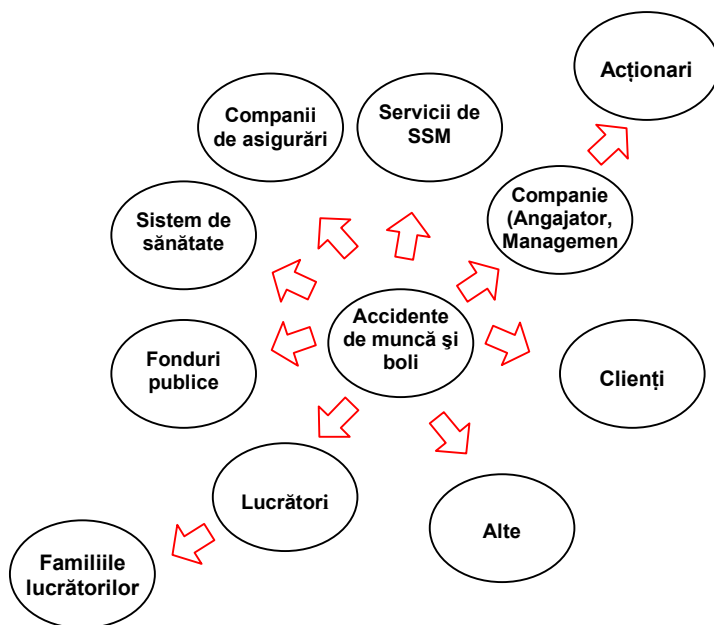 Acționari
Companii
de asigurări
Servicii de
SSM
Companie
(Angajator,
Managemen
Sistem de
sănătate
Accidente
de muncă şi
boli
Fonduri
publice
Clienți
Lucrători
Alte
Familiile
lucrătorilor